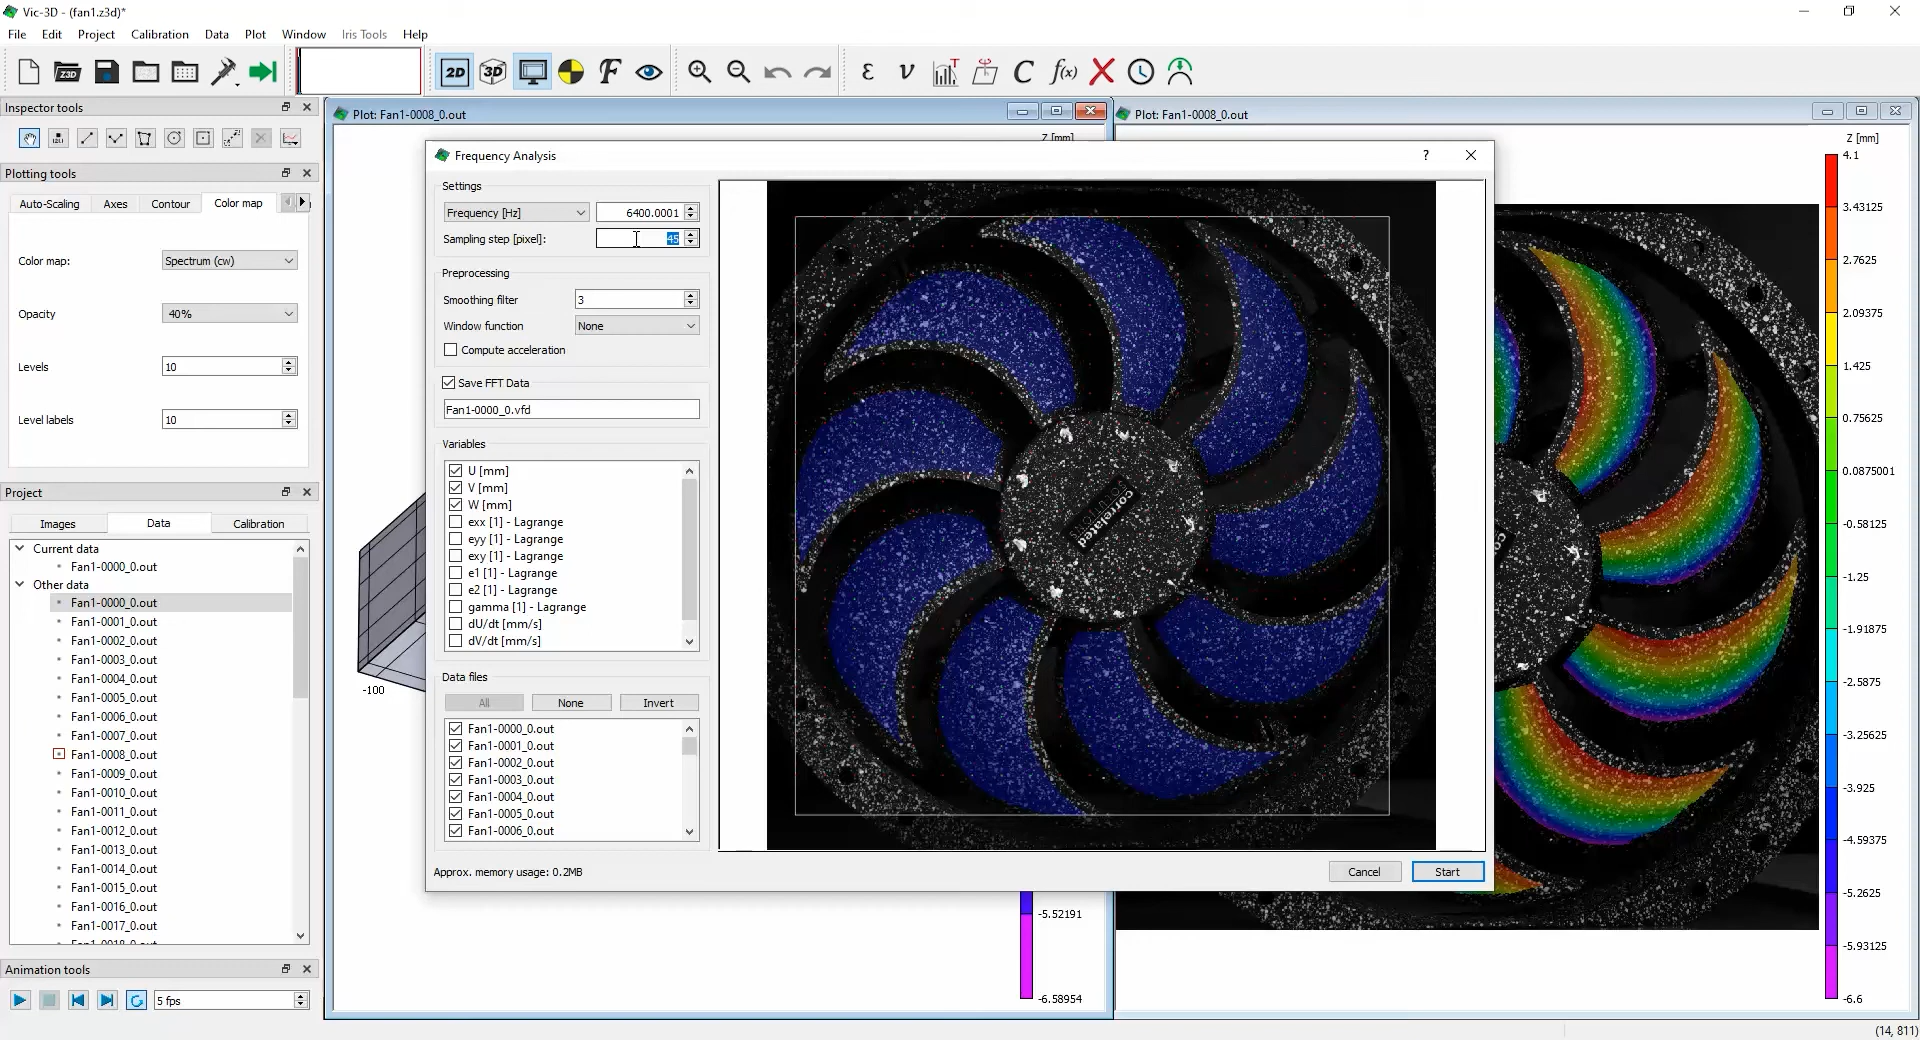 Vic-3D - (fan1.z3d)*
File Edit Project Calibration Data Plot Window Iris Tools Help
2D 3D F ε ν C f(x)
Inspector tools
Plotting tools
Auto-Scaling Axes Contour Color map
Color map: Spectrum (cw)
Opacity 40%
Levels 10
Level labels 10
Project
Images Data Calibration
Current data
Fan1-0000_0.out
Other data
Fan1-0000_0.out
Fan1-0001_0.out
Fan1-0002_0.out
Fan1-0003_0.out
Fan1-0004_0.out
Fan1-0005_0.out
Fan1-0006_0.out
Fan1-0007_0.out
Fan1-0008_0.out
Fan1-0009_0.out
Fan1-0010_0.out
Fan1-0011_0.out
Fan1-0012_0.out
Fan1-0013_0.out
Fan1-0014_0.out
Fan1-0015_0.out
Fan1-0016_0.out
Fan1-0017_0.out
Fan1-0018_0.out
Animation tools
5 fps
Plot: Fan1-0008_0.out
Z [mm]
-100
-5.52191
-6.58954
Frequency Analysis
Settings
Frequency [Hz] 6400.0001
Sampling step [pixel]: 45
Preprocessing
Smoothing filter 3
Window function None
Compute acceleration
Save FFT Data
Fan1-0000_0.vfd
Variables
U [mm]
V [mm]
W [mm]
exx [1] - Lagrange
eyy [1] - Lagrange
exy [1] - Lagrange
e1 [1] - Lagrange
e2 [1] - Lagrange
gamma [1] - Lagrange
dU/dt [mm/s]
dV/dt [mm/s]
Data files
All None Invert
Fan1-0000_0.out
Fan1-0001_0.out
Fan1-0002_0.out
Fan1-0003_0.out
Fan1-0004_0.out
Fan1-0005_0.out
Fan1-0006_0.out
Approx. memory usage: 0.2MB
correlated
Cancel Start
Plot: Fan1-0008_0.out
Z [mm]
4.1
3.43125
2.7625
2.09375
1.425
0.75625
0.0875001
-0.58125
-1.25
-1.91875
-2.5875
-3.25625
-3.925
-4.59375
-5.2625
-5.93125
-6.6
(14, 811)